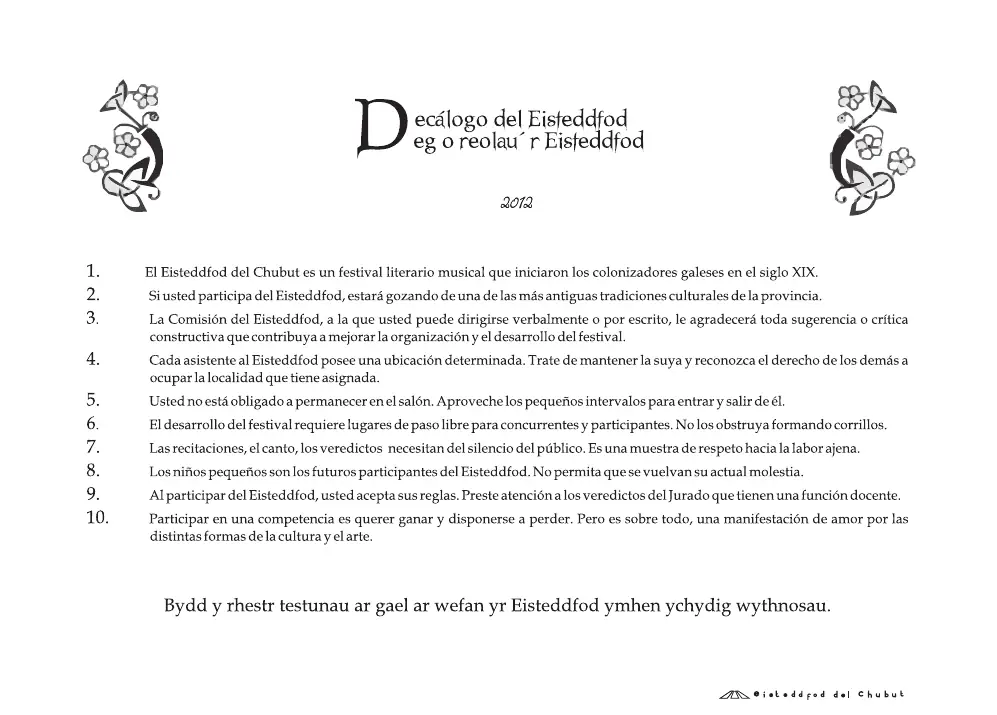 Decálogo del Eisteddfod
Deg o reolau´r Eisteddfod
2012
1. El Eisteddfod del Chubut es un festival literario musical que iniciaron los colonizadores galeses en el siglo XIX.
2. Si usted participa del Eisteddfod, estará gozando de una de las más antiguas tradiciones culturales de la provincia.
3. La Comisión del Eisteddfod, a la que usted puede dirigirse verbalmente o por escrito, le agradecerá toda sugerencia o crítica
constructiva que contribuya a mejorar la organización y el desarrollo del festival.
4. Cada asistente al Eisteddfod posee una ubicación determinada. Trate de mantener la suya y reconozca el derecho de los demás a
ocupar la localidad que tiene asignada.
5. Usted no está obligado a permanecer en el salón. Aproveche los pequeños intervalos para entrar y salir de él.
6. El desarrollo del festival requiere lugares de paso libre para concurrentes y participantes. No los obstruya formando corrillos.
7. Las recitaciones, el canto, los veredictos necesitan del silencio del público. Es una muestra de respeto hacia la labor ajena.
8. Los niños pequeños son los futuros participantes del Eisteddfod. No permita que se vuelvan su actual molestia.
9. Al participar del Eisteddfod, usted acepta sus reglas. Preste atención a los veredictos del Jurado que tienen una función docente.
10. Participar en una competencia es querer ganar y disponerse a perder. Pero es sobre todo, una manifestación de amor por las
distintas formas de la cultura y el arte.
Bydd y rhestr testunau ar gael ar wefan yr Eisteddfod ymhen ychydig wythnosau.
eisteddfod del Chubut